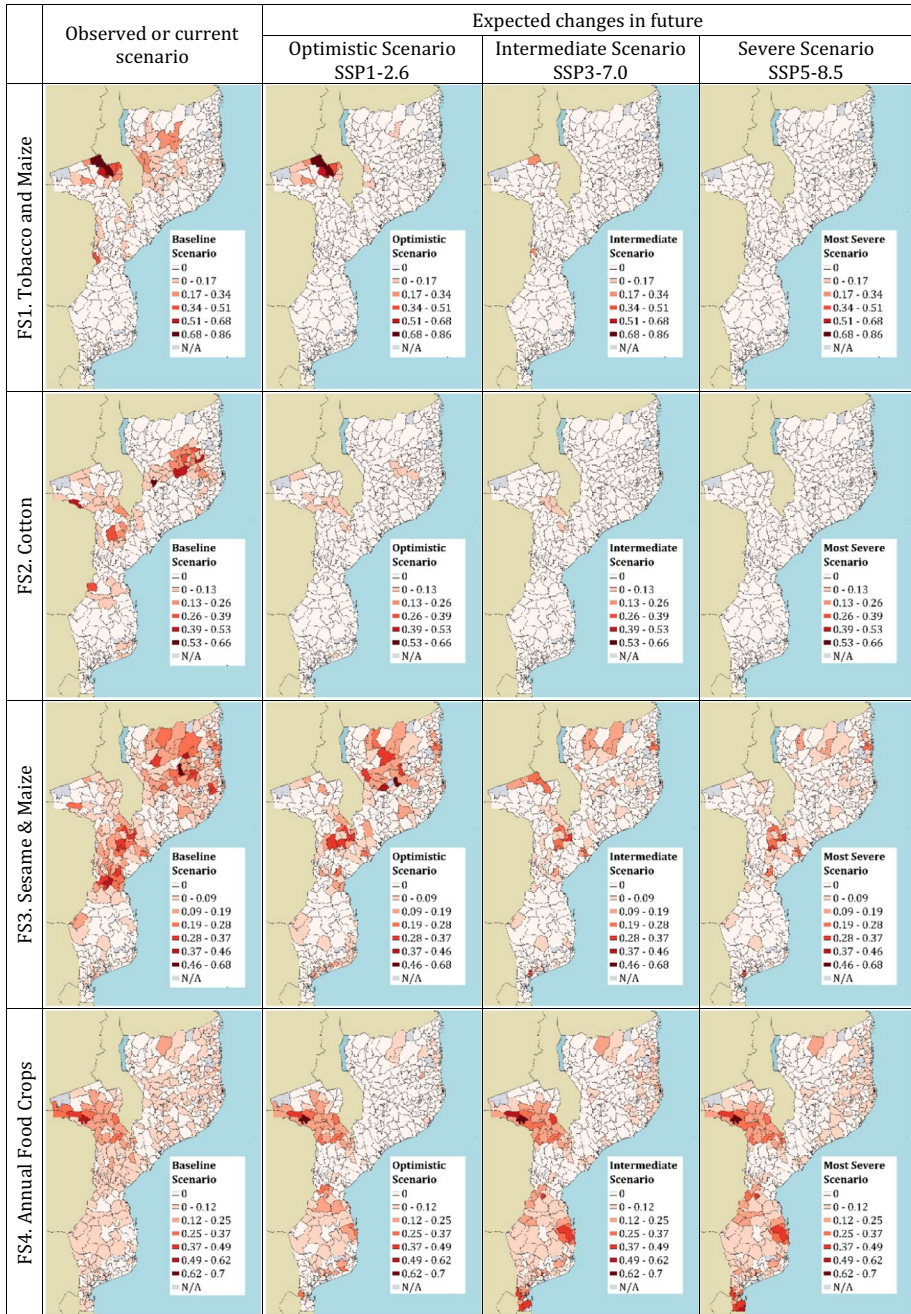 Observed or current
scenario
Expected changes in future
Optimistic Scenario
SSP1-2.6
Intermediate Scenario
SSP3-7.0
Severe Scenario
SSP5-8.5
FS1. Tobacco and Maize
Baseline
Scenario
0
0 - 0.17
0.17 - 0.34
0.34 - 0.51
0.51 - 0.68
0.68 - 0.86
N/A
Optimistic
Scenario
0
0 - 0.17
0.17 - 0.34
0.34 - 0.51
0.51 - 0.68
0.68 - 0.86
N/A
Intermediate
Scenario
0
0 - 0.17
0.17 - 0.34
0.34 - 0.51
0.51 - 0.68
0.68 - 0.86
N/A
Most Severe
Scenario
0
0 - 0.17
0.17 - 0.34
0.34 - 0.51
0.51 - 0.68
0.68 - 0.86
N/A
FS2. Cotton
Baseline
Scenario
0
0 - 0.13
0.13 - 0.26
0.26 - 0.39
0.39 - 0.53
0.53 - 0.66
N/A
Optimistic
Scenario
0
0 - 0.13
0.13 - 0.26
0.26 - 0.39
0.39 - 0.53
0.53 - 0.66
N/A
Intermediate
Scenario
0
0 - 0.13
0.13 - 0.26
0.26 - 0.39
0.39 - 0.53
0.53 - 0.66
N/A
Most Severe
Scenario
0
0 - 0.13
0.13 - 0.26
0.26 - 0.39
0.39 - 0.53
0.53 - 0.66
N/A
FS3. Sesame & Maize
Baseline
Scenario
0
0 - 0.09
0.09 - 0.19
0.19 - 0.28
0.28 - 0.37
0.37 - 0.46
0.46 - 0.68
N/A
Optimistic
Scenario
0
0 - 0.09
0.09 - 0.19
0.19 - 0.28
0.28 - 0.37
0.37 - 0.46
0.46 - 0.68
N/A
Intermediate
Scenario
0
0 - 0.09
0.09 - 0.19
0.19 - 0.28
0.28 - 0.37
0.37 - 0.46
0.46 - 0.68
N/A
Most Severe
Scenario
0
0 - 0.09
0.09 - 0.19
0.19 - 0.28
0.28 - 0.37
0.37 - 0.46
0.46 - 0.68
N/A
FS4. Annual Food Crops
Baseline
Scenario
0
0 - 0.12
0.12 - 0.25
0.25 - 0.37
0.37 - 0.49
0.49 - 0.62
0.62 - 0.7
N/A
Optimistic
Scenario
0
0 - 0.12
0.12 - 0.25
0.25 - 0.37
0.37 - 0.49
0.49 - 0.62
0.62 - 0.7
N/A
Intermediate
Scenario
0
0 - 0.12
0.12 - 0.25
0.25 - 0.37
0.37 - 0.49
0.49 - 0.62
0.62 - 0.7
N/A
Most Severe
Scenario
0
0 - 0.12
0.12 - 0.25
0.25 - 0.37
0.37 - 0.49
0.49 - 0.62
0.62 - 0.7
N/A